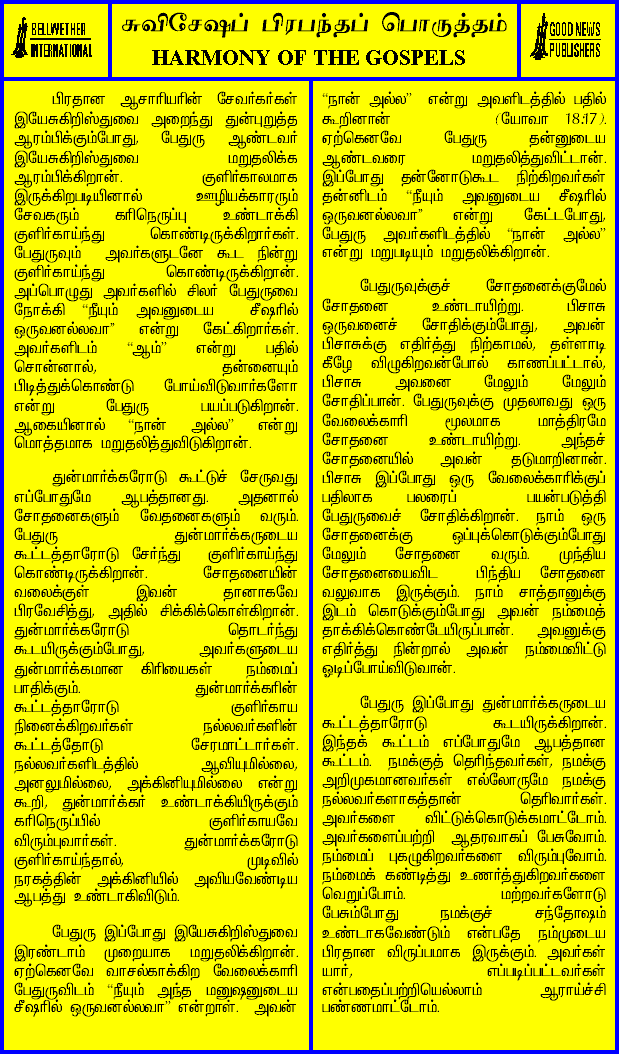 BELLWETHER
INTERNATIONAL
சுவிசேஷப் பிரபந்தப் பொருத்தம்
HARMONY OF THE GOSPELS
GOOD NEWS
PUBLISHERS
பிரதான ஆசாரியரின் சேவர்கர்கள்
இயேசுகிறிஸ்துவை அறைந்து துன்புறுத்த
ஆரம்பிக்கும்போது, பேதுரு ஆண்டவர்
இயேசுகிறிஸ்துவை மறுதலிக்க
ஆரம்பிக்கிறான். குளிர்காலமாக
இருக்கிறபடியினால் ஊழியக்காரரும்
சேவகரும் கரிநெருப்பு உண்டாக்கி
குளிர்காய்ந்து கொண்டிருக்கிறார்கள்.
பேதுருவும் அவர்களுடனே கூட நின்று
குளிர்காய்ந்து கொண்டிருக்கிறான்.
அப்பொழுது அவர்களில் சிலர் பேதுருவை
நோக்கி “நீயும் அவனுடைய சீஷரில்
ஒருவனல்லவா” என்று கேட்கிறார்கள்.
அவர்களிடம் “ஆம்” என்று பதில்
சொன்னால், தன்னையும்
பிடித்துக்கொண்டு போய்விடுவார்களோ
என்று பேதுரு பயப்படுகிறான்.
ஆகையினால் “நான் அல்ல” என்று
மொத்தமாக மறுதலித்துவிடுகிறான்.
துன்மார்க்கரோடு கூட்டுச் சேருவது
எப்போதுமே ஆபத்தானது. அதனால்
சோதனைகளும் வேதனைகளும் வரும்.
பேதுரு துன்மார்க்கருடைய
கூட்டத்தாரோடு சேர்ந்து குளிர்காய்ந்து
கொண்டிருக்கிறான். சோதனையின்
வலைக்குள் இவன் தானாகவே
பிரவேசித்து, அதில் சிக்கிக்கொள்கிறான்.
துன்மார்க்கரோடு தொடர்ந்து
கூடயிருக்கும்போது, அவர்களுடைய
துன்மார்க்கமான கிரியைகள் நம்மைப்
பாதிக்கும். துன்மார்க்கரின்
கூட்டத்தாரோடு குளிர்காய
நினைக்கிறவர்கள் நல்லவர்களின்
கூட்டத்தோடு சேரமாட்டார்கள்.
நல்லவர்களிடத்தில் ஆவியுமில்லை,
அனலுமில்லை, அக்கினியுமில்லை என்று
கூறி, துன்மார்க்கர் உண்டாக்கியிருக்கும்
கரிநெருப்பில் குளிர்காயவே
விரும்புவார்கள். துன்மார்க்கரோடு
குளிர்காய்ந்தால், முடிவில்
நரகத்தின் அக்கினியில் அவியவேண்டிய
ஆபத்து உண்டாகிவிடும்.
பேதுரு இப்போது இயேசுகிறிஸ்துவை
இரண்டாம் முறையாக மறுதலிக்கிறான்.
ஏற்கெனவே வாசல்காக்கிற வேலைக்காரி
பேதுருவிடம் “நீயும் அந்த மனுஷனுடைய
சீஷரில் ஒருவனல்லவா” என்றாள். அவன்
“நான் அல்ல” என்று அவளிடத்தில் பதில்
கூறினான் (யோவா 18:17).
ஏற்கெனவே பேதுரு தன்னுடைய
ஆண்டவரை மறுதலித்துவிட்டான்.
இப்போது தன்னோடுகூட நிற்கிறவர்கள்
தன்னிடம் “நீயும் அவனுடைய சீஷரில்
ஒருவனல்லவா” என்று கேட்டபோது,
பேதுரு அவர்களிடத்தில் “நான் அல்ல”
என்று மறுபடியும் மறுதலிக்கிறான்.
பேதுருவுக்குச் சோதனைக்குமேல்
சோதனை உண்டாயிற்று. பிசாசு
ஒருவனைச் சோதிக்கும்போது, அவன்
பிசாசுக்கு எதிர்த்து நிற்காமல், தள்ளாடி
கீழே விழுகிறவன்போல் காணப்பட்டால்,
பிசாசு அவனை மேலும் மேலும்
சோதிப்பான். பேதுருவுக்கு முதலாவது ஒரு
வேலைக்காரி மூலமாக மாத்திரமே
சோதனை உண்டாயிற்று. அந்தச்
சோதனையில் அவன் தடுமாறினான்.
பிசாசு இப்போது ஒரு வேலைக்காரிக்குப்
பதிலாக பலரைப் பயன்படுத்தி
பேதுருவைச் சோதிக்கிறான். நாம் ஒரு
சோதனைக்கு ஒப்புக்கொடுக்கும்போது
மேலும் சோதனை வரும். முந்திய
சோதனையைவிட பிந்திய சோதனை
வலுவாக இருக்கும். நாம் சாத்தானுக்கு
இடம் கொடுக்கும்போது அவன் நம்மைத்
தாக்கிக்கொண்டேயிருப்பான். அவனுக்கு
எதிர்த்து நின்றால் அவன் நம்மைவிட்டு
ஓடிப்போய்விடுவான்.
பேதுரு இப்போது துன்மார்க்கருடைய
கூட்டத்தாரோடு கூடயிருக்கிறான்.
இந்தக் கூட்டம் எப்போதுமே ஆபத்தான
கூட்டம். நமக்குத் தெரிந்தவர்கள், நமக்கு
அறிமுகமானவர்கள் எல்லோருமே நமக்கு
நல்லவர்களாகத்தான் தெரிவார்கள்.
அவர்களை விட்டுக்கொடுக்கமாட்டோம்.
அவர்களைப்பற்றி ஆதரவாகப் பேசுவோம்.
நம்மைப் புகழுகிறவர்களை விரும்புவோம்.
நம்மைக் கண்டித்து உணர்த்துகிறவர்களை
வெறுப்போம். மற்றவர்களோடு
பேசும்போது நமக்குச் சந்தோஷம்
உண்டாகவேண்டும் என்பதே நம்முடைய
பிரதான விருப்பமாக இருக்கும். அவர்கள்
யார், எப்படிப்பட்டவர்கள்
என்பதைப்பற்றியெல்லாம் ஆராய்ச்சி
பண்ணமாட்டோம்.